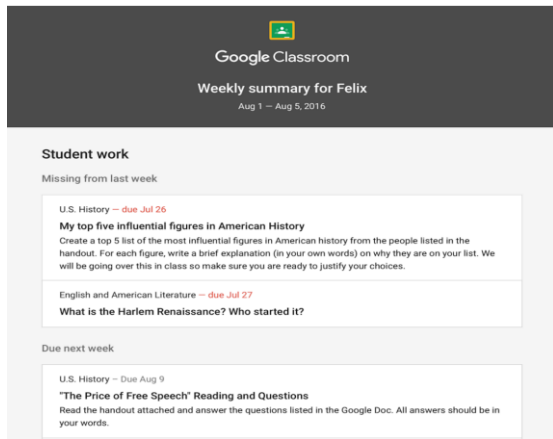 Google Classroom
Weekly summary for Felix
Aug 1 – Aug 5, 2016
Student work
Missing from last week
U.S. History – due Jul 26
My top five influential figures in American History
Create a top 5 list of the most influential figures in American history from the people listed in the
handout. For each figure, write a brief explanation (in your own words) on why they are on your list. We
will be going over this in class so make sure you are ready to justify your choices.
English and American Literature – due Jul 27
What is the Harlem Renaissance? Who started it?
Due next week
U.S. History – Due Aug 9
"The Price of Free Speech" Reading and Questions
Read the handout attached and answer the questions listed in the Google Doc. All answers should be in
your words.